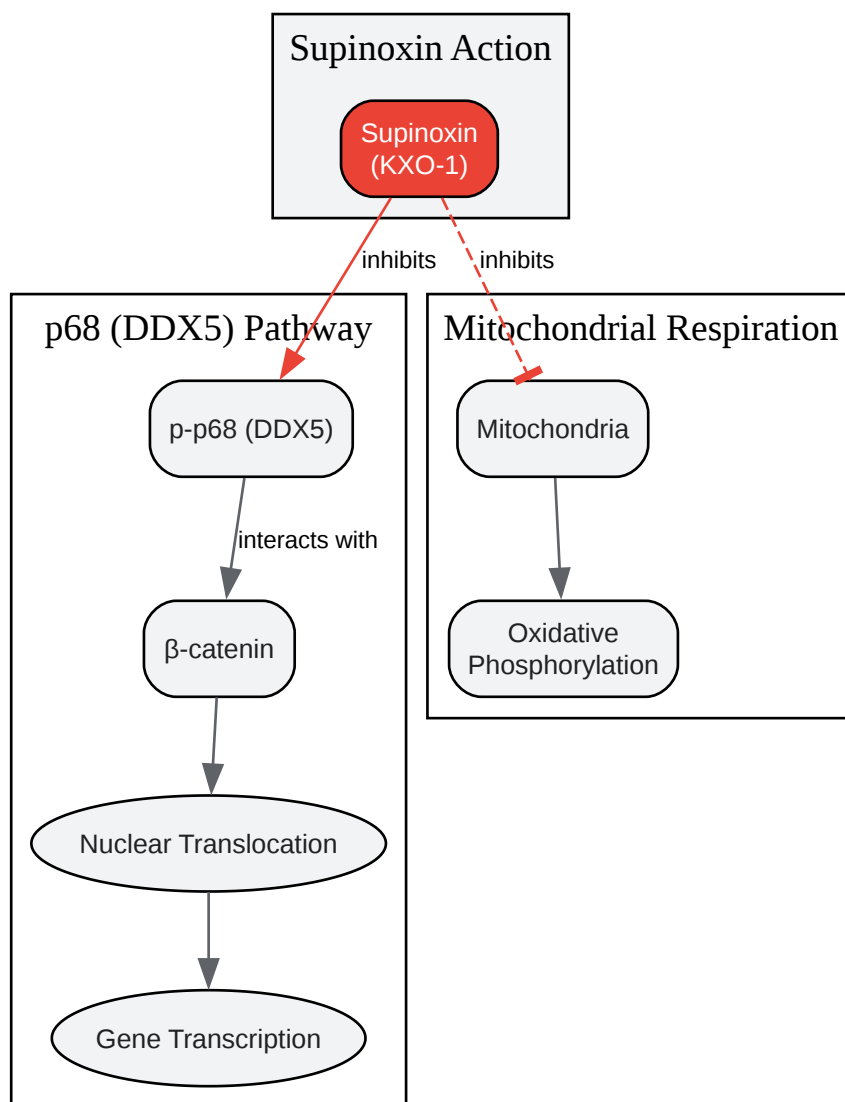 Supinoxin Action
Supinoxin
(KXO-1)
inhibits
inhibits
p68 (DDX5) Pathway
p-p68 (DDX5)
interacts with
β-catenin
Nuclear Translocation
Gene Transcription
Mitochondrial Respiration
Mitochondria
Oxidative
Phosphorylation